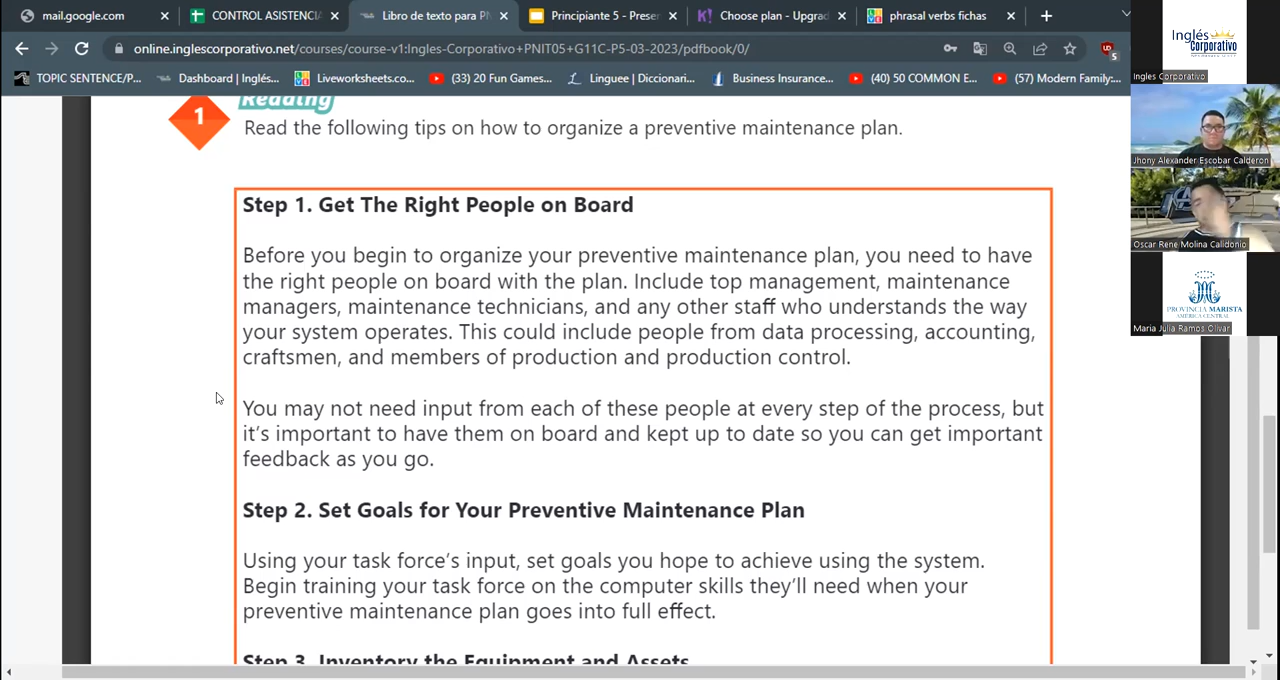 mail.google.com
CONTROL ASISTENCI
Libro de texto para PN
Principiante 5 - Preser
Choose plan - Upgrad
phrasal verbs fichas
online.inglescorporativo.net/courses/course-v1:Ingles-Corporativo+PNIT05+G11C-P5-03-2023/pdfbook/0/
TOPIC SENTENCE/P...
Dashboard | Inglés...
Liveworksheets.co...
(33) 20 Fun Games...
Linguee | Diccionari...
Business Insurance...
(40) 50 COMMON E...
(57) Modern Family:...
Inglés
Corporativo
Ingles Corporativo
Jhony Alexander Escobar Calderon
Oscar Rene Molina Calidonio
PROVINCIA MARISTA
AMERICA CENTRAL
Maria Julia Ramos Olivar
1
Reading
Read the following tips on how to organize a preventive maintenance plan.
Step 1. Get The Right People on Board
Before you begin to organize your preventive maintenance plan, you need to have
the right people on board with the plan. Include top management, maintenance
managers, maintenance technicians, and any other staff who understands the way
your system operates. This could include people from data processing, accounting,
craftsmen, and members of production and production control.
You may not need input from each of these people at every step of the process, but
it's important to have them on board and kept up to date so you can get important
feedback as you go.
Step 2. Set Goals for Your Preventive Maintenance Plan
Using your task force's input, set goals you hope to achieve using the system.
Begin training your task force on the computer skills they'll need when your
preventive maintenance plan goes into full effect.
Step 3. Inventory the Equipment and Assets